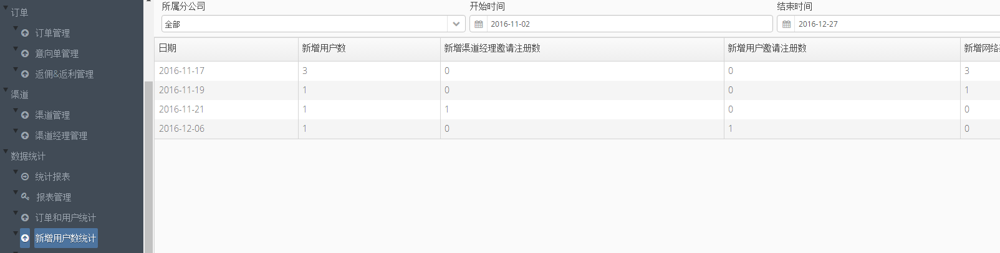 订单
订单管理
意向单管理
返佣&返利管理
渠道
渠道管理
渠道经理管理
数据统计
统计报表
报表管理
订单和用户统计
新增用户数统计
所属分公司 开始时间 结束时间
全部 2016-11-02 2016-12-27
日期 新增用户数 新增渠道经理邀请注册数 新增用户邀请注册数 新增网络
2016-11-17 3 0 0 3
2016-11-19 1 0 0 1
2016-11-21 1 1 0 0
2016-12-06 1 0 1 0